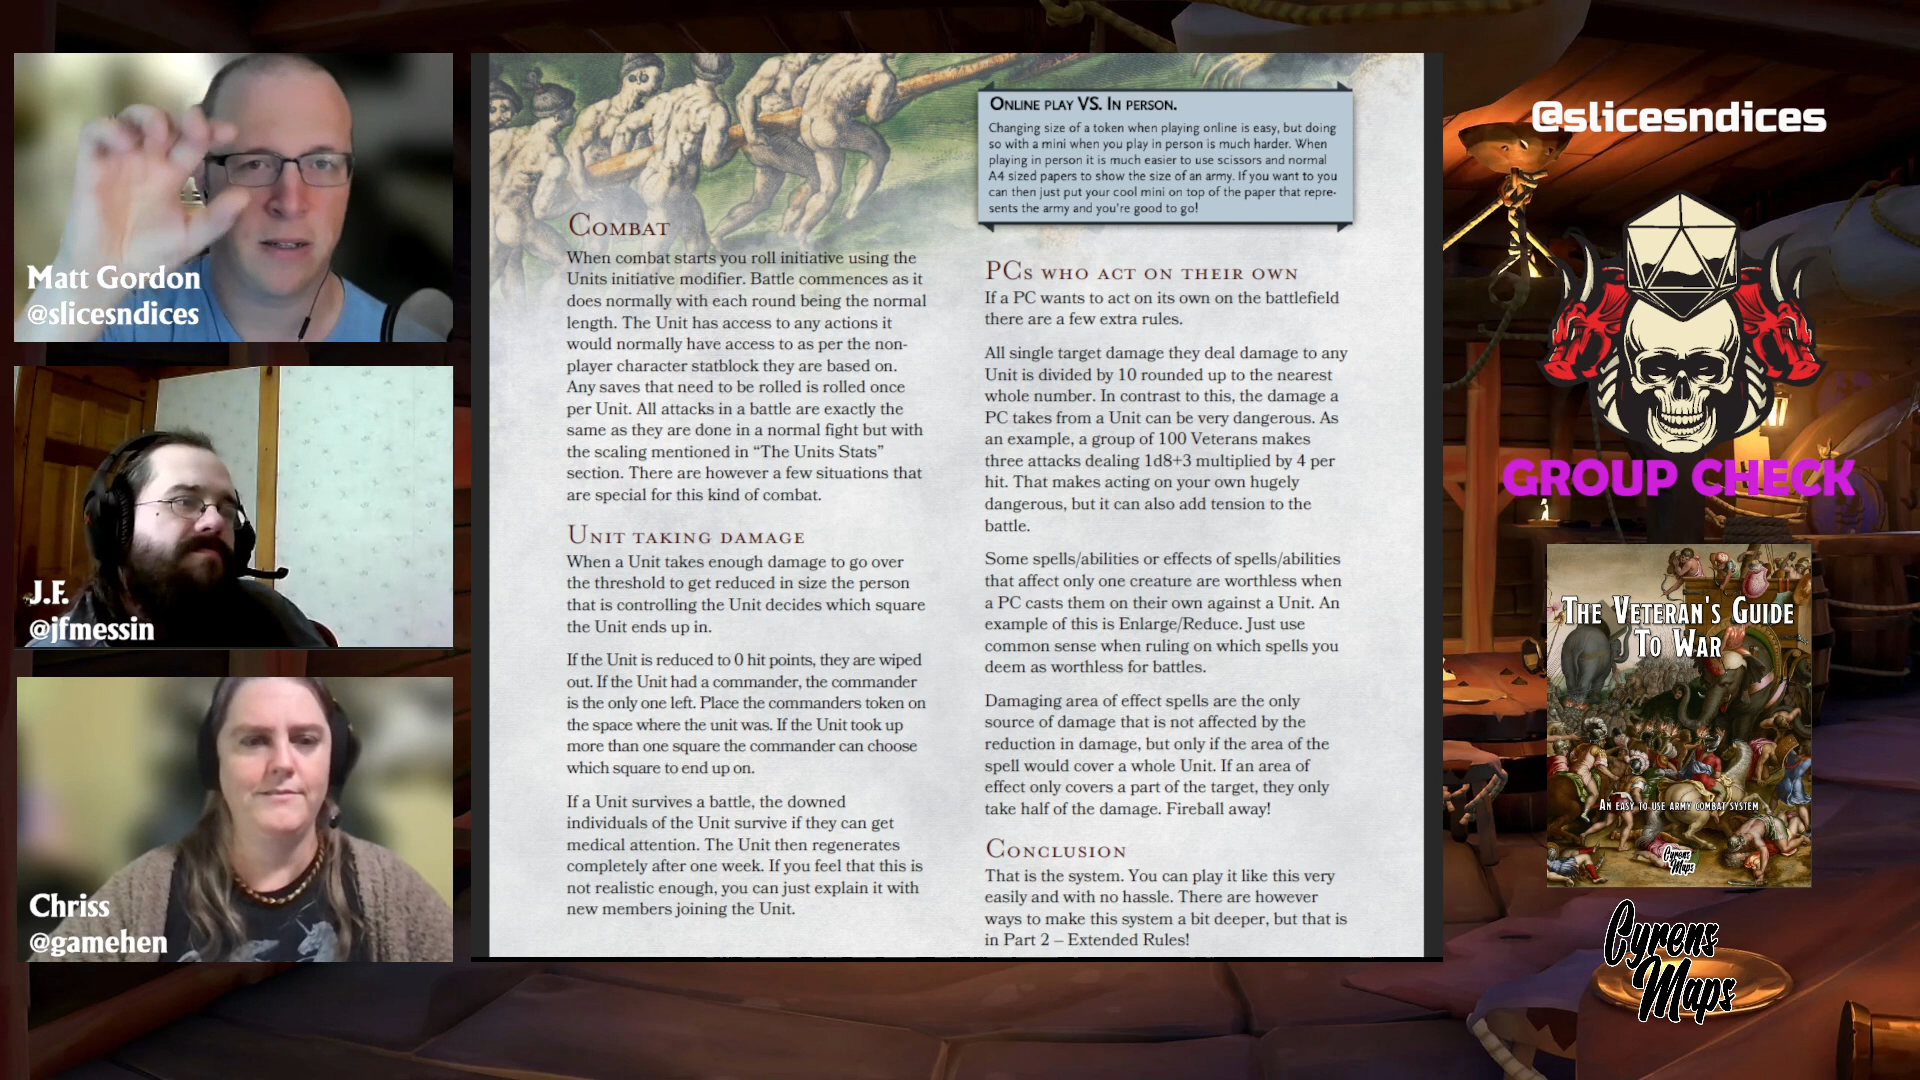 Matt Gordon
@slicesndices
J.F.
@jfmessin
Chriss
@gamehen
Combat
When combat starts you roll initiative using the
Units initiative modifier. Battle commences as it
does normally with each round being the normal
length. The Unit has access to any actions it
would normally have access to as per the non-
player character statblock they are based on.
Any saves that need to be rolled is rolled once
per Unit. All attacks in a battle are exactly the
same as they are done in a normal fight but with
the scaling mentioned in “The Units Stats”
section. There are however a few situations that
are special for this kind of combat.
Unit taking damage
When a Unit takes enough damage to go over
the threshold to get reduced in size the person
that is controlling the Unit decides which square
the Unit ends up in.
If the Unit is reduced to 0 hit points, they are wiped
out. If the Unit had a commander, the commander
is the only one left. Place the commanders token on
the space where the unit was. If the Unit took up
more than one square the commander can choose
which square to end up on.
If a Unit survives a battle, the downed
individuals of the Unit survive if they can get
medical attention. The Unit then regenerates
completely after one week. If you feel that this is
not realistic enough, you can just explain it with
new members joining the Unit.
Online play VS. In person.
Changing size of a token when playing online is easy, but doing
so with a mini when you play in person is much harder. When
playing in person it is much easier to use scissors and normal
A4 sized papers to show the size of an army. If you want to you
can then just put your cool mini on top of the paper that repre-
sents the army and you're good to go!
PCs who act on their own
If a PC wants to act on its own on the battlefield
there are a few extra rules.
All single target damage they deal damage to any
Unit is divided by 10 rounded up to the nearest
whole number. In contrast to this, the damage a
PC takes from a Unit can be very dangerous. As
an example, a group of 100 Veterans makes
three attacks dealing 1d8+3 multiplied by 4 per
hit. That makes acting on your own hugely
dangerous, but it can also add tension to the
battle.
Some spells/abilities or effects of spells/abilities
that affect only one creature are worthless when
a PC casts them on their own against a Unit. An
example of this is Enlarge/Reduce. Just use
common sense when ruling on which spells you
deem as worthless for battles.
Damaging area of effect spells are the only
source of damage that is not affected by the
reduction in damage, but only if the area of the
spell would cover a whole Unit. If an area of
effect only covers a part of the target, they only
take half of the damage. Fireball away!
Conclusion
That is the system. You can play it like this very
easily and with no hassle. There are however
ways to make this system a bit deeper, but that is
in Part 2 – Extended Rules!
@slicesndices
GROUP CHECK
The Veteran's Guide
To War
An easy to use army combat system
Cyrens
Maps
Cyrens
Maps